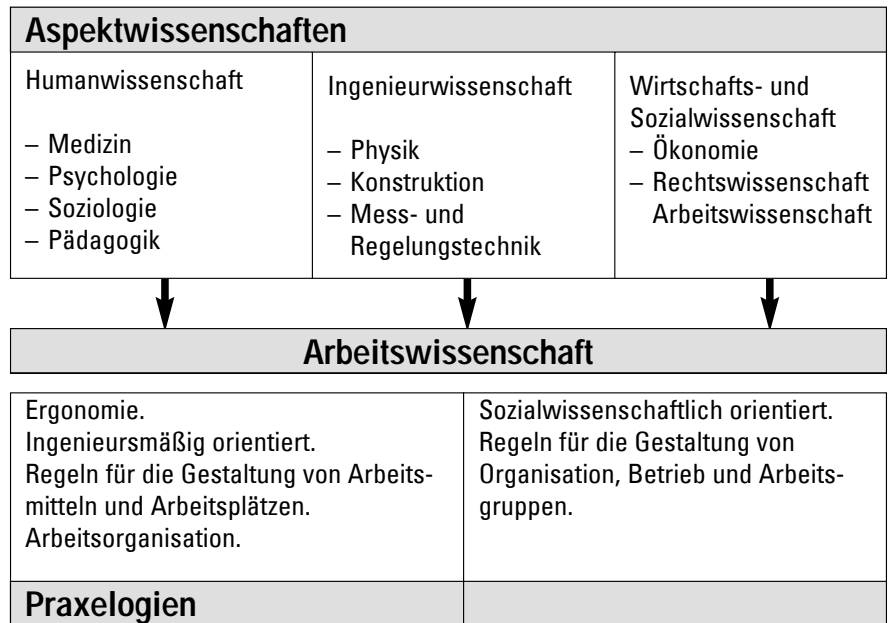 Aspektwissenschaften
Humanwissenschaft
– Medizin
– Psychologie
– Soziologie
– Pädagogik
Ingenieurwissenschaft
– Physik
– Konstruktion
– Mess- und
Regelungstechnik
Wirtschafts- und
Sozialwissenschaft
– Ökonomie
– Rechtswissenschaft
Arbeitswissenschaft
Arbeitswissenschaft
Ergonomie.
Ingenieursmäßig orientiert.
Regeln für die Gestaltung von Arbeits-
mitteln und Arbeitsplätzen.
Arbeitsorganisation.
Sozialwissenschaftlich orientiert.
Regeln für die Gestaltung von
Organisation, Betrieb und Arbeits-
gruppen.
Praxelogien